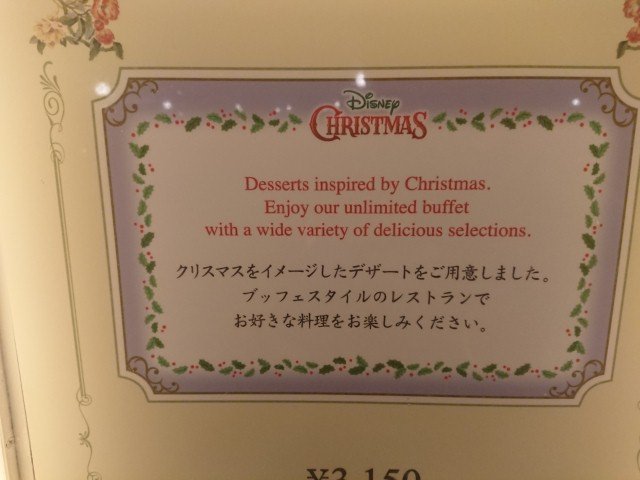 Disney
CHRISTMAS
Desserts inspired by Christmas.
Enjoy our unlimited buffet
with a wide variety of delicious selections.
クリスマスをイメージしたデザートをご用意しました。
ブッフェスタイルのレストランで
お好きな料理をお楽しみください。
¥3,150